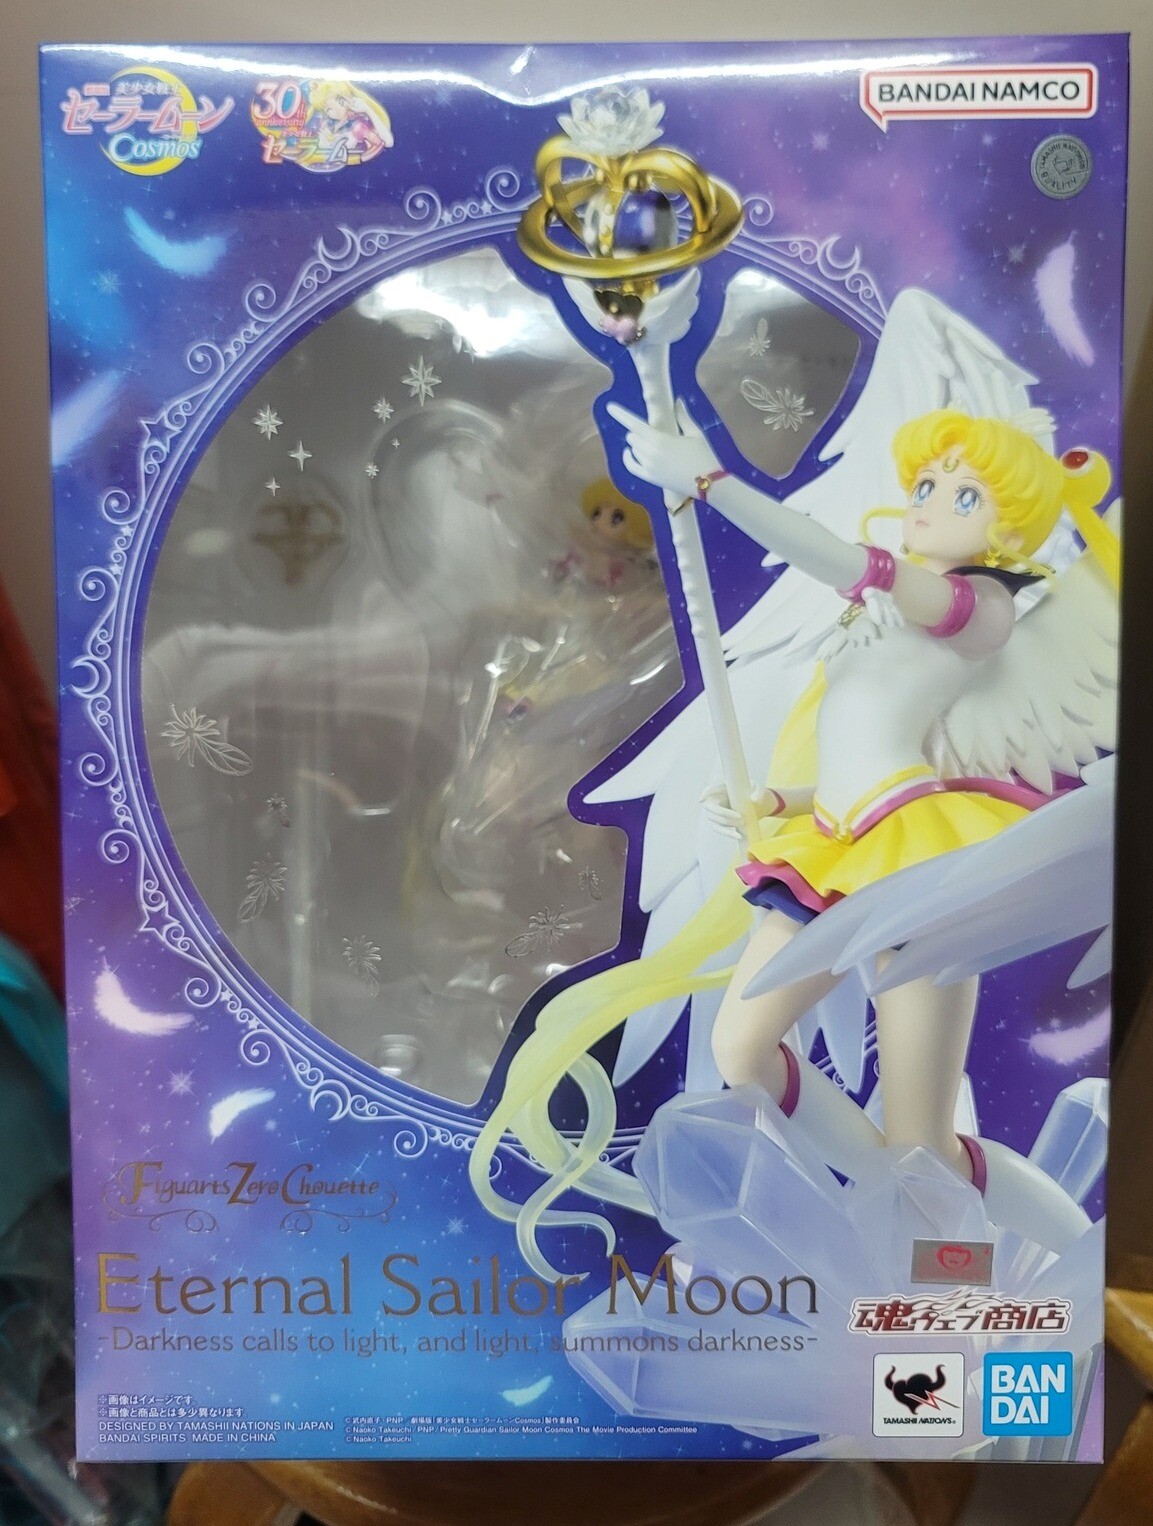 美少女戦士
セーラームーン
Cosmos
30th
anniversary
セーラームーン
BANDAI NAMCO
Figuarts Zero Chouette
Eternal Sailor Moon
-Darkness calls to light, and light, summons darkness-
魂ウェブ商店
TAMASHII NATIONS
BAN
DAI
※画像はイメージです
※画像と商品とは多少異なります
DESIGNED BY TAMASHII NATIONS IN JAPAN
BANDAI SPIRITS MADE IN CHINA
©武内直子・PNP/劇場版「美少女戦士セーラームーンCosmos」製作委員会
© Naoko Takeuchi / PNP / Pretty Guardian Sailor Moon Cosmos The Movie Production Committee
© Naoko Takeuchi